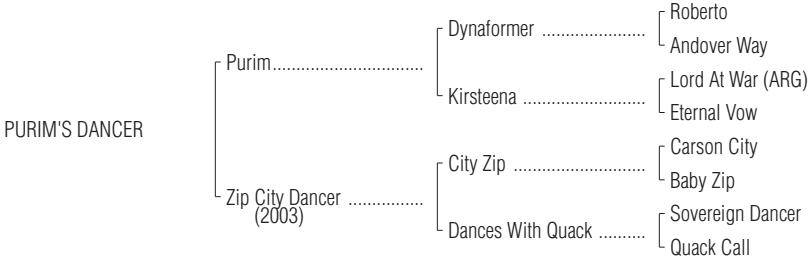 Roberto
Dynaformer ......................
Andover Way
Purim................................
Lord At War (ARG)
Kirsteena ..........................
Eternal Vow
PURIM'S DANCER
Carson City
City Zip ............................
Baby Zip
Zip City Dancer ................
(2003)
Sovereign Dancer
Dances With Quack ..........
Quack Call